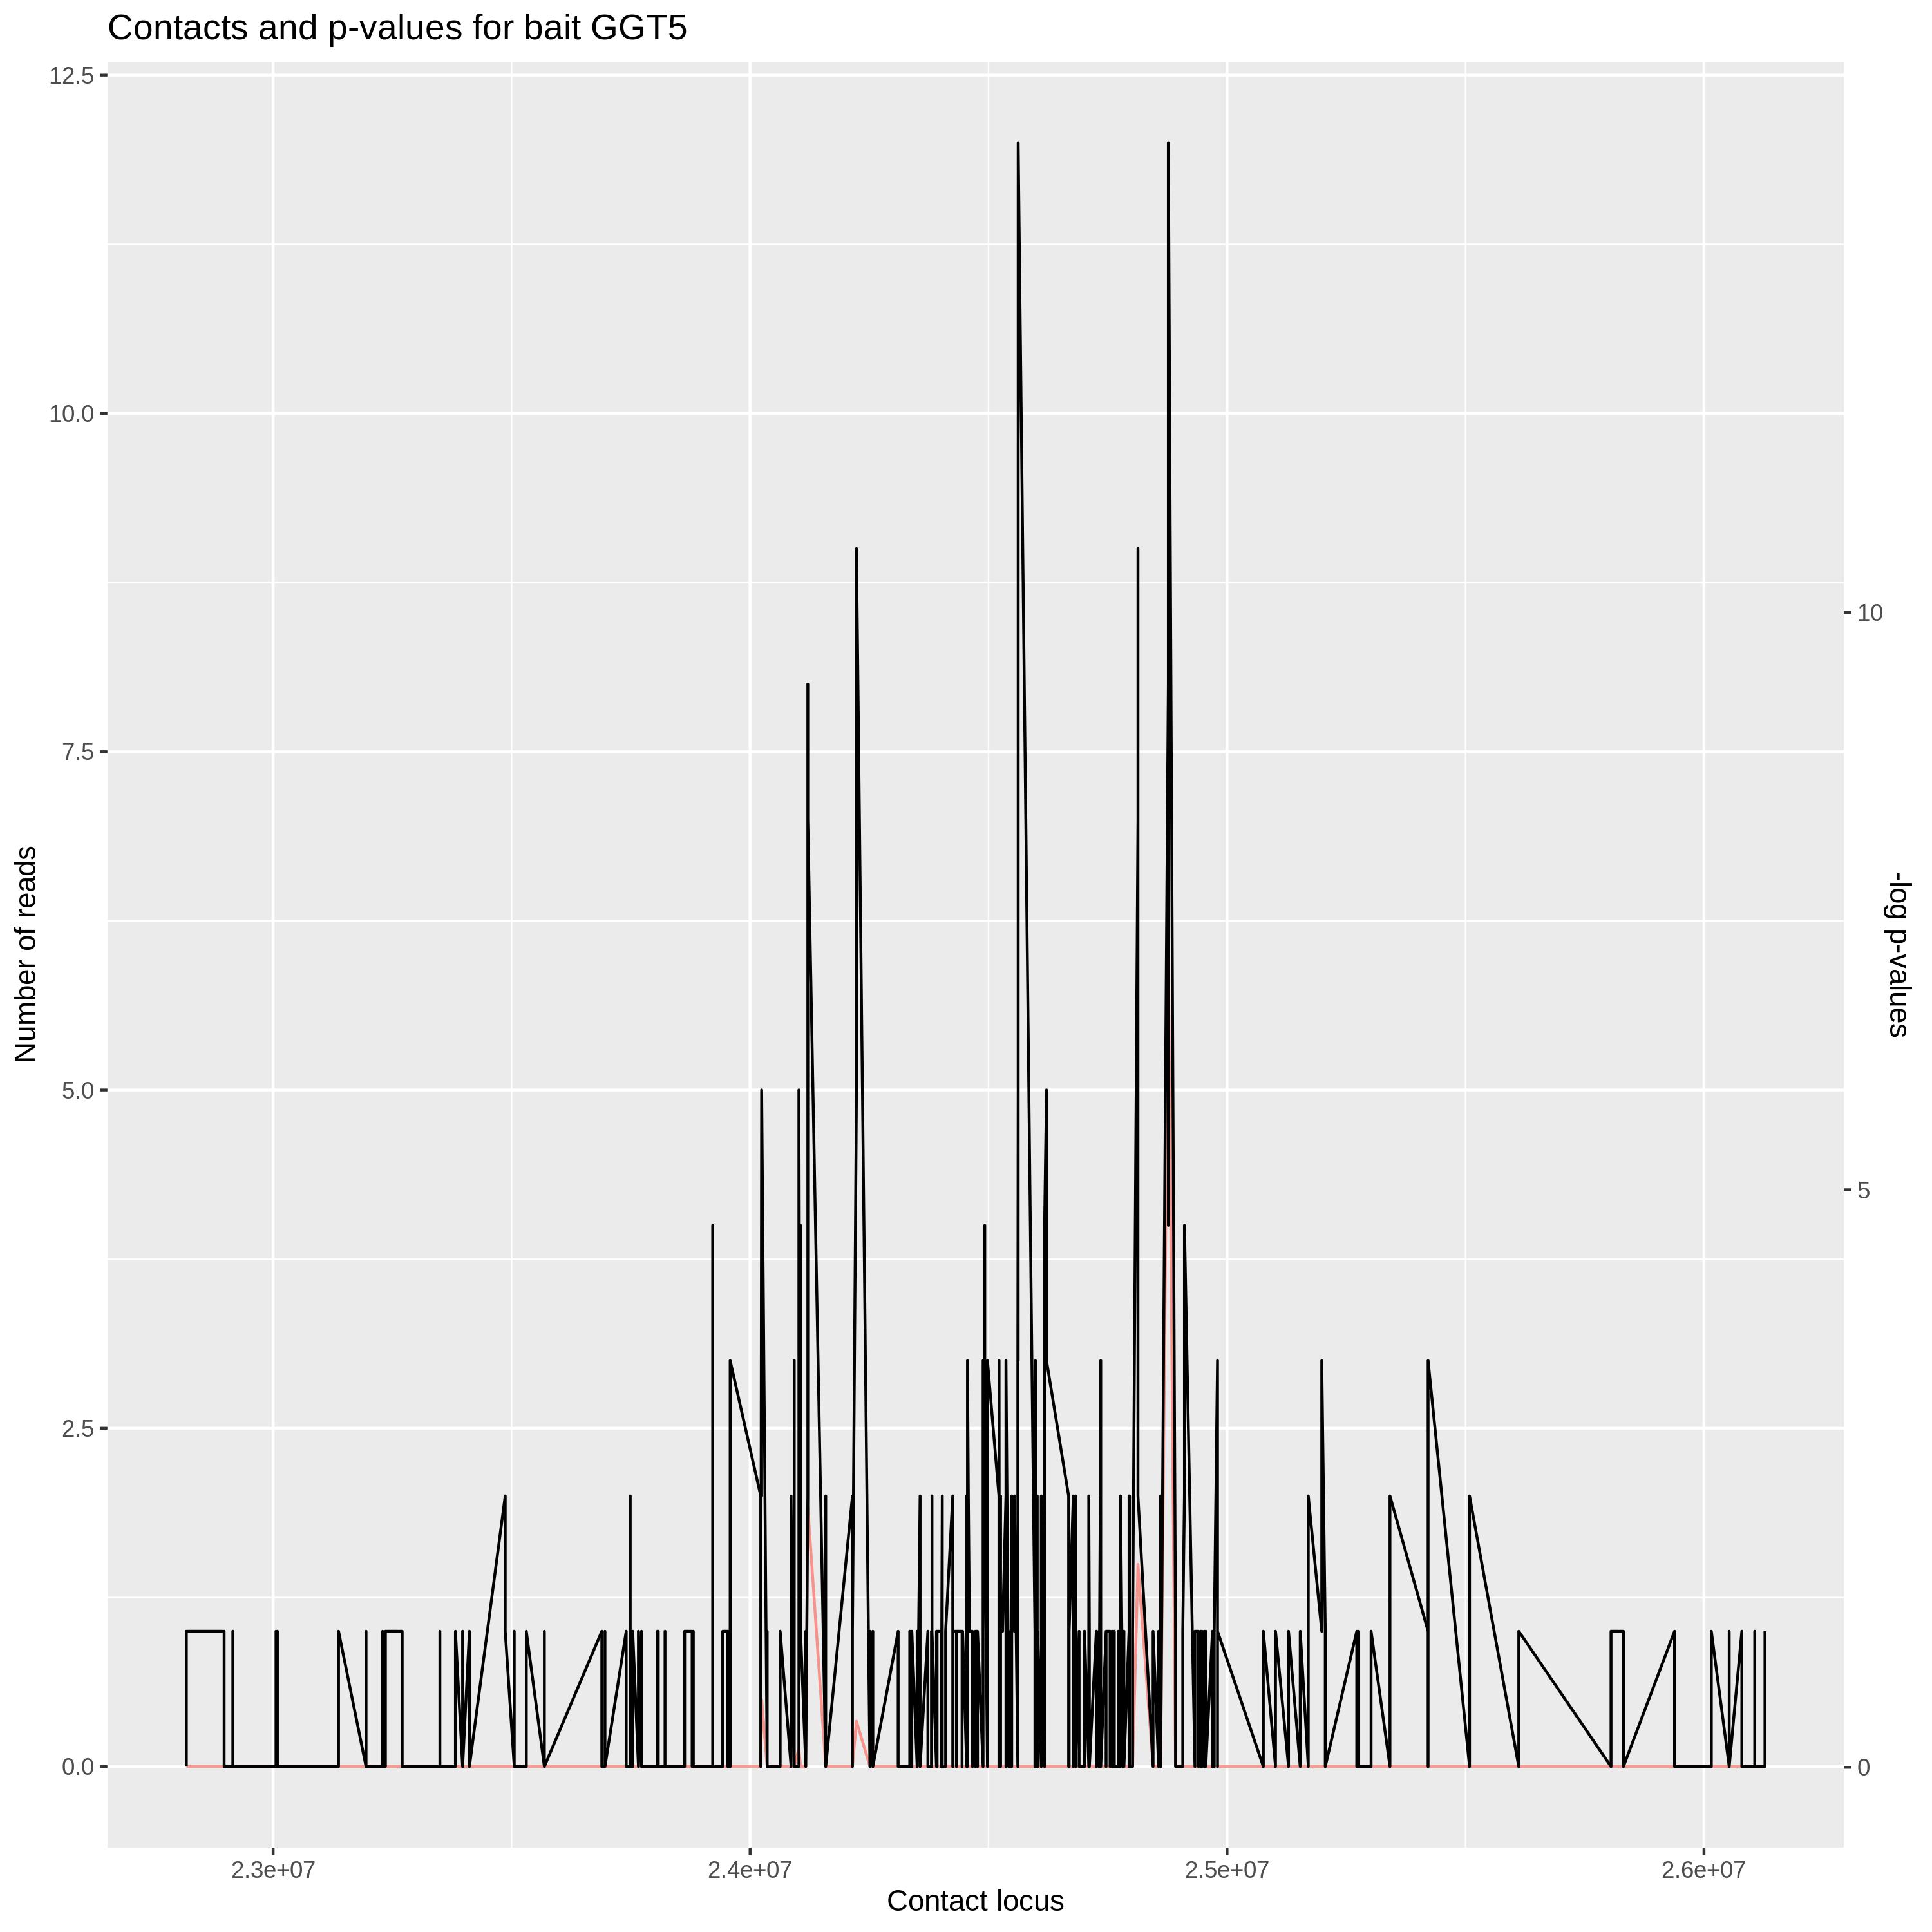 Contacts and p-values for bait GGT5
12.5
10.0
7.5
5.0
2.5
0.0
Number of reads
10
5
0
-log p-values
2.3e+07
2.4e+07
2.5e+07
2.6e+07
Contact locus